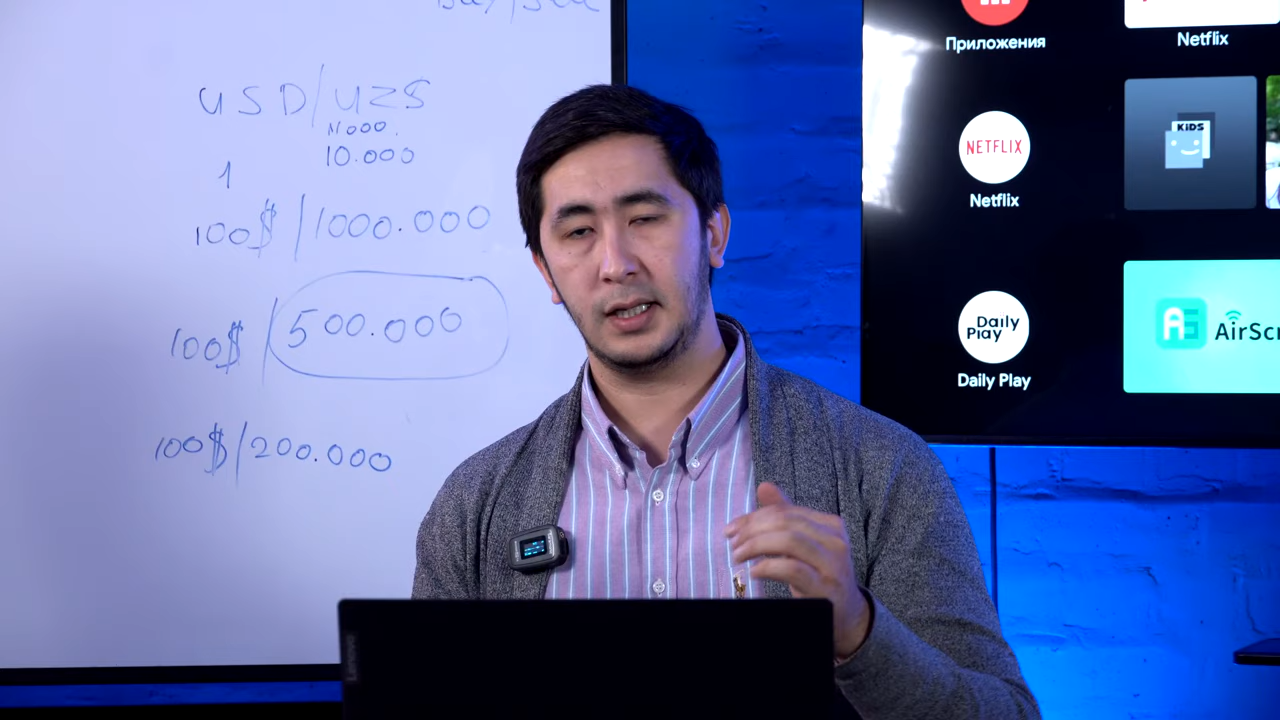 USD/UZS
11000.
10.000
1
100$/1000.000
100$/500.000
100$/200.000
Приложения
Netflix
KiDS
NETFLIX
Netflix
Daily
Play
Daily Play
AirScr
Lenovo